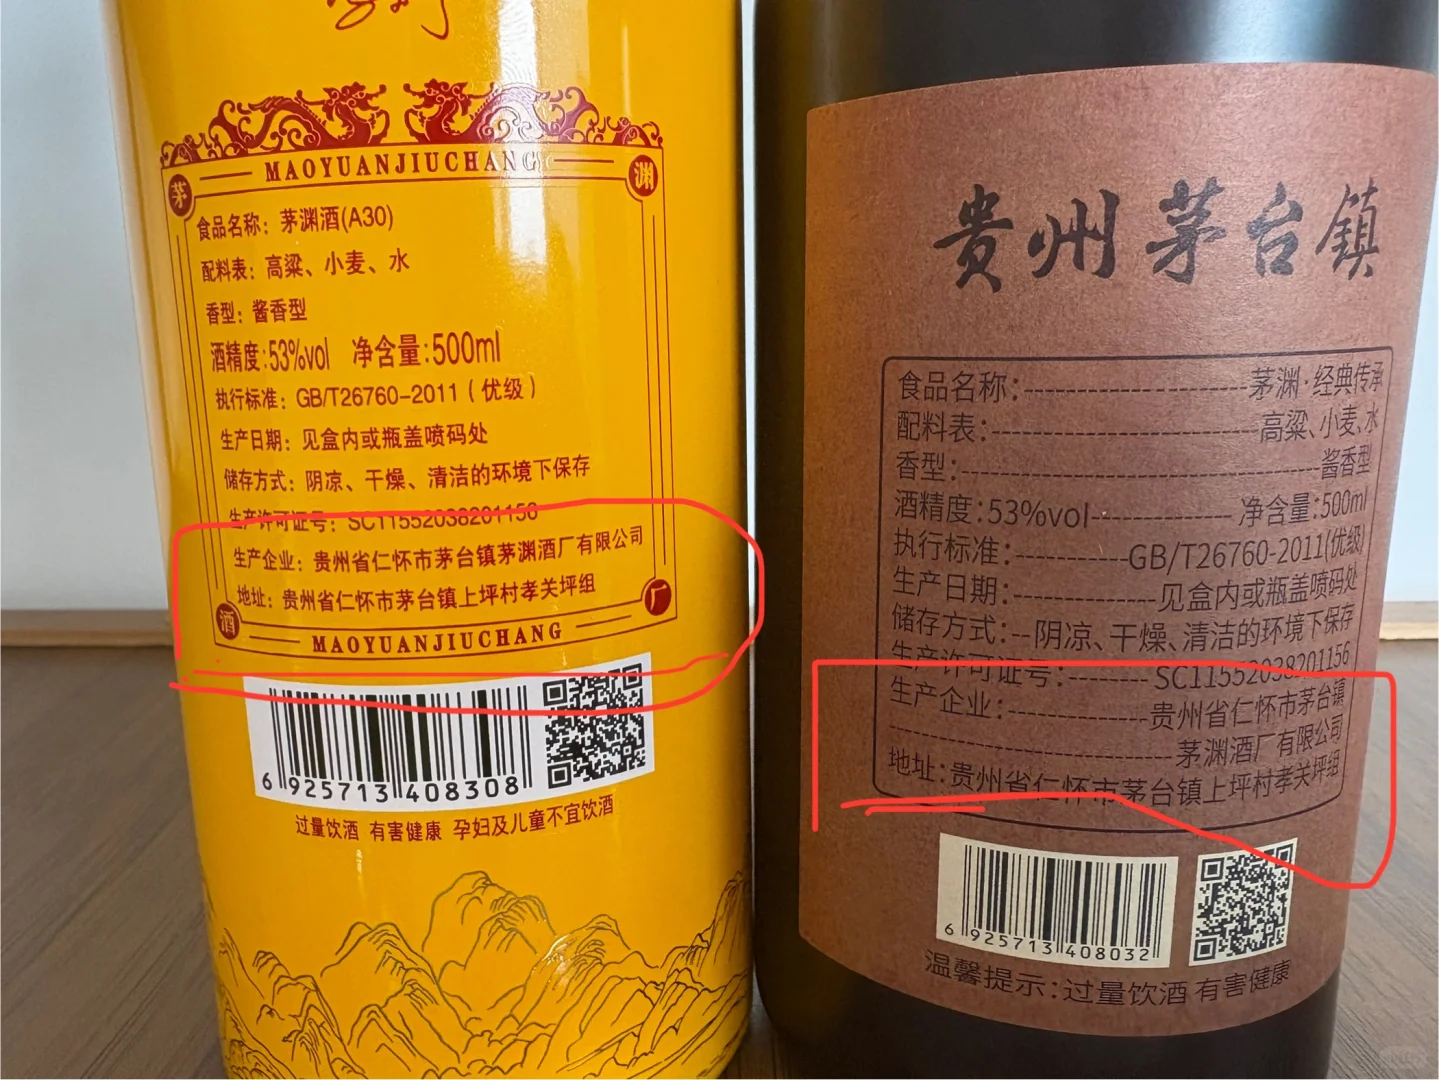 MAOYUANJIUCHANG
茅
渊
食品名称：茅渊酒(A30)
配料表：高粱、小麦、水
香型：酱香型
酒精度:53%vol 净含量:500ml
执行标准：GB/T26760-2011（优级）
生产日期：见盒内或瓶盖喷码处
储存方式：阴凉、干燥、清洁的环境下保存
生产许可证号：SC11552038201156
生产企业：贵州省仁怀市茅台镇茅渊酒厂有限公司
地址：贵州省仁怀市茅台镇上坪村孝关坪组
酒
厂
MAOYUANJIUCHANG
6 925713 408308
过量饮酒 有害健康 孕妇及儿童不宜饮酒
贵州茅台镇
食品名称：茅渊·经典传承
配料表：高粱、小麦、水
香型：酱香型
酒精度：53%vol 净含量:500ml
执行标准：GB/T26760-2011(优级)
生产日期：见盒内或瓶盖喷码处
储存方式：阴凉、干燥、清洁的环境下保存
生产许可证号：SC11552038201156
生产企业：贵州省仁怀市茅台镇
茅渊酒厂有限公司
地址：贵州省仁怀市茅台镇上坪村孝关坪组
6 925713 408032
温馨提示：过量饮酒 有害健康